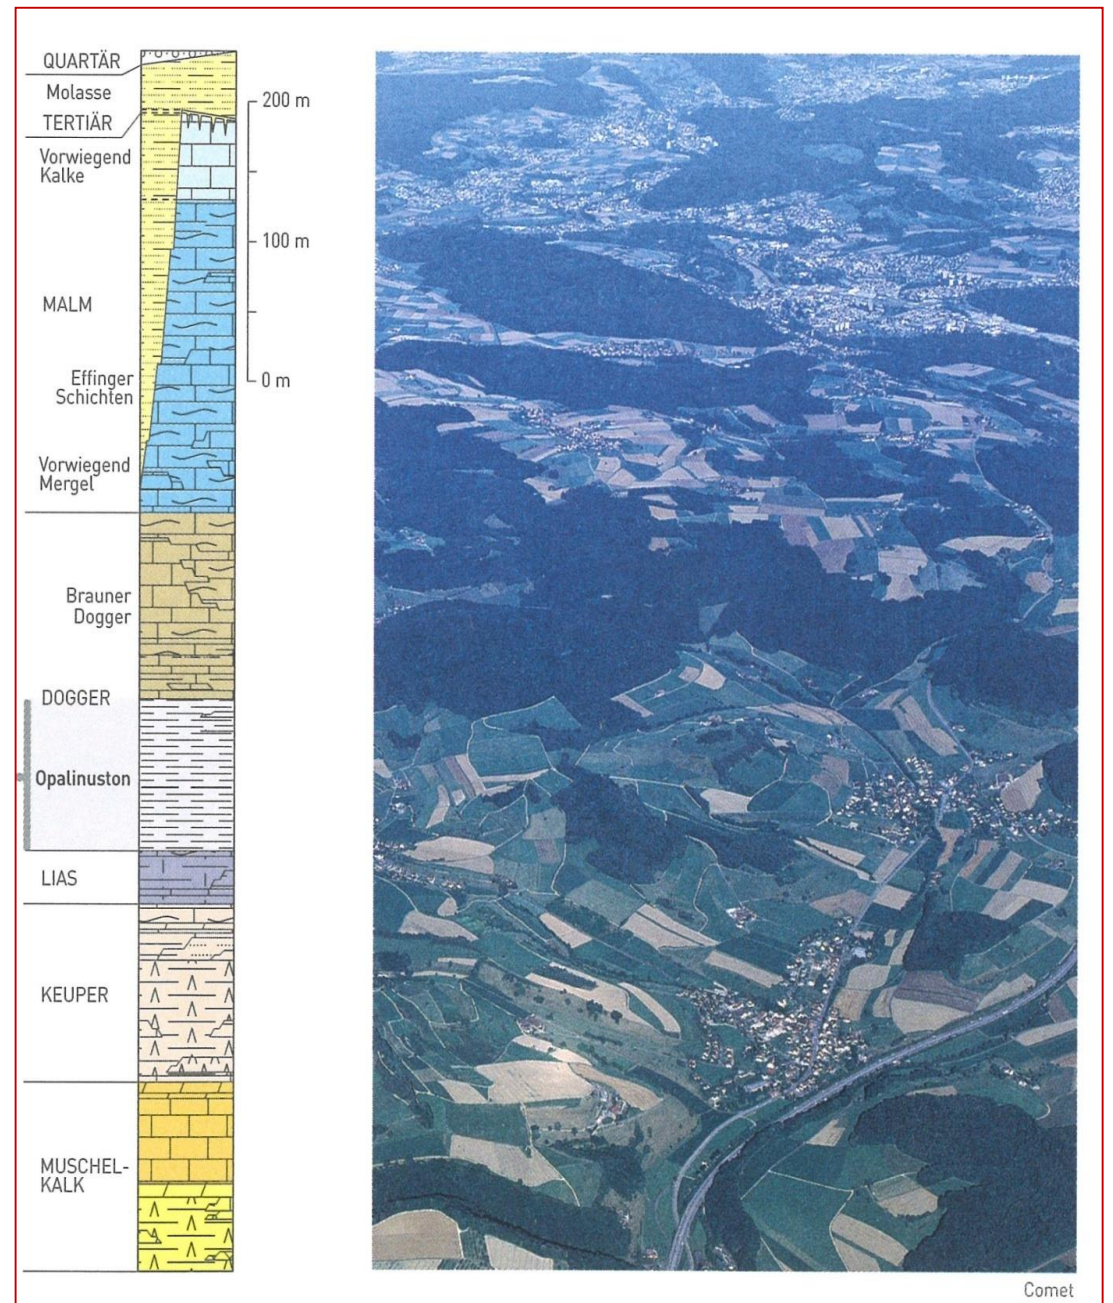 QUARTÄR
Molasse
TERTIÄR
Vorwiegend
Kalke
MALM
Effinger
Schichten
Vorwiegend
Mergel
Brauner
Dogger
DOGGER
Opalinuston
LIAS
KEUPER
MUSCHEL-
KALK
200 m
100 m
0 m
Comet